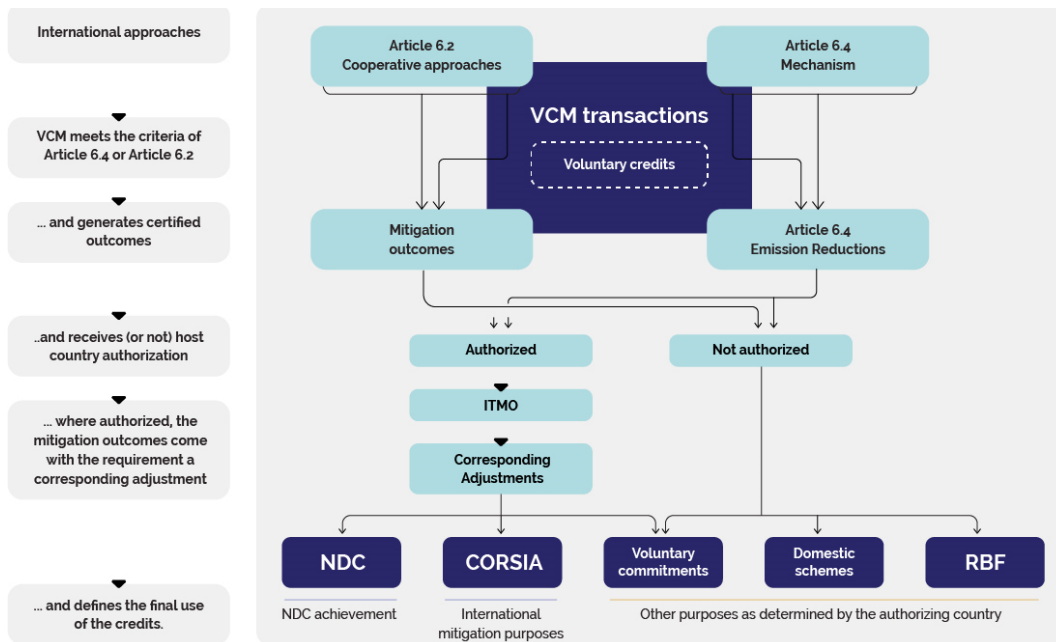 International approaches
VCM meets the criteria of
Article 6.4 or Article 6.2
... and generates certified
outcomes
..and receives (or not) host
country authorization
... where authorized, the
mitigation outcomes come
with the requirement a
corresponding adjustment
... and defines the final use
of the credits.
Article 6.2
Cooperative approaches
Article 6.4
Mechanism
VCM transactions
Voluntary credits
Mitigation
outcomes
Article 6.4
Emission Reductions
Authorized
Not authorized
ITMO
Corresponding
Adjustments
NDC
CORSIA
Voluntary
commitments
Domestic
schemes
RBF
NDC achievement
International
mitigation purposes
Other purposes as determined by the authorizing country